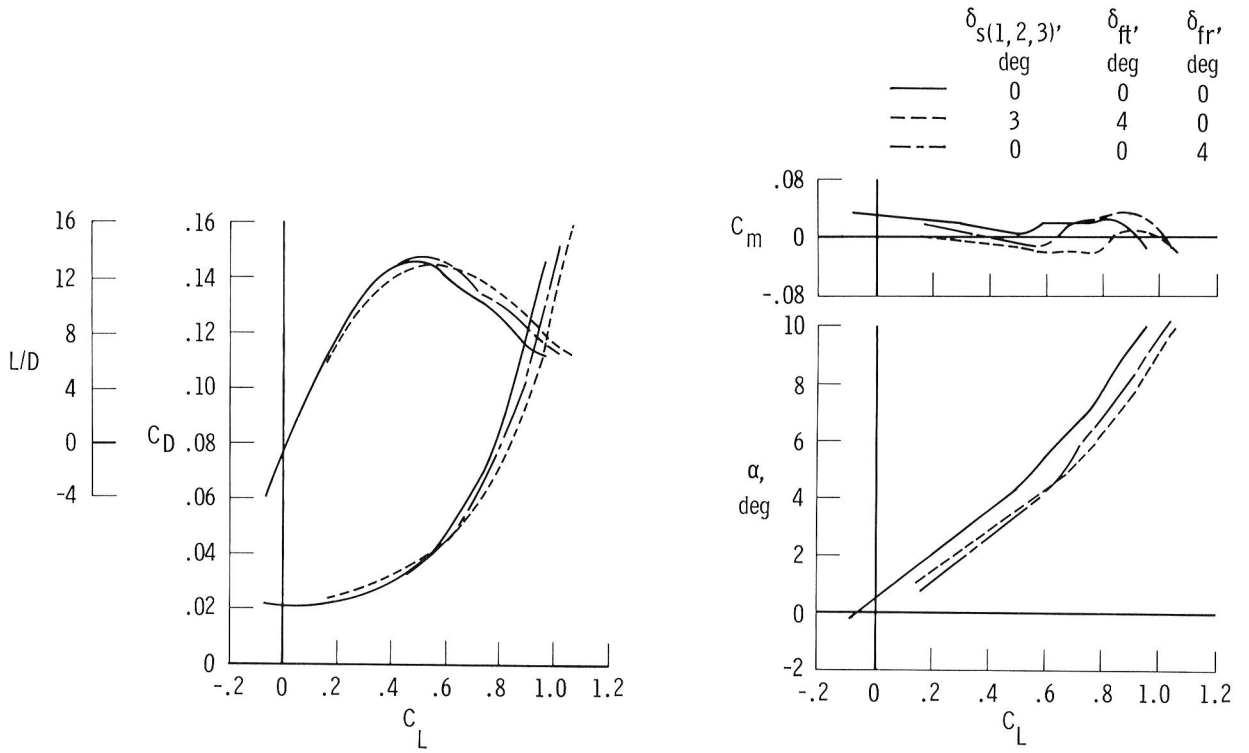 δs(1,2,3), δft, δfr,
deg deg deg
0 0 0
3 4 0
0 0 4
16
12
8
4
0
-4
L/D
.16
.14
.12
.10
.08
.06
.04
.02
0
CD
-.2 0 .2 .4 .6 .8 1.0 1.2
CL
.08
0
-.08
Cm
10
8
6
4
2
0
-2
α,
deg
-.2 0 .2 .4 .6 .8 1.0 1.2
CL